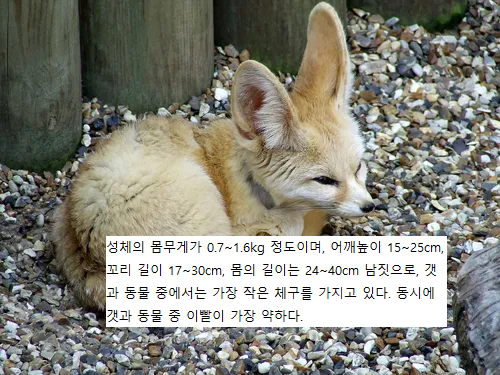 성체의 몸무게가 0.7~1.6kg 정도이며, 어깨높이 15~25cm,
꼬리 길이 17~30cm, 몸의 길이는 24~40cm 남짓으로, 갯
과 동물 중에서는 가장 작은 체구를 가지고 있다. 동시에
갯과 동물 중 이빨이 가장 약하다.